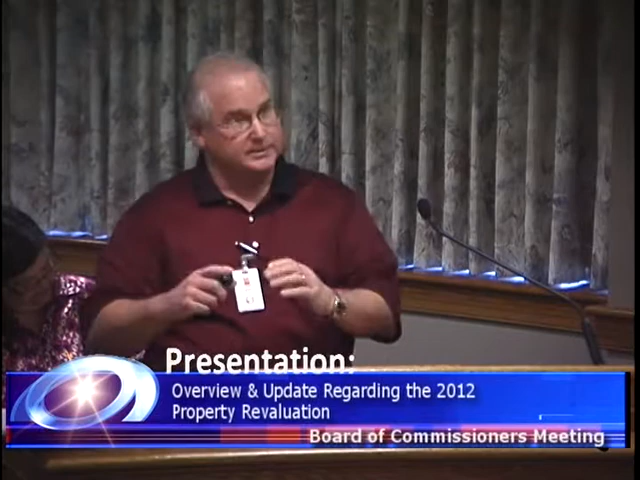 Presentation:
Overview & Update Regarding the 2012
Property Revaluation
Board of Commissioners Meeting